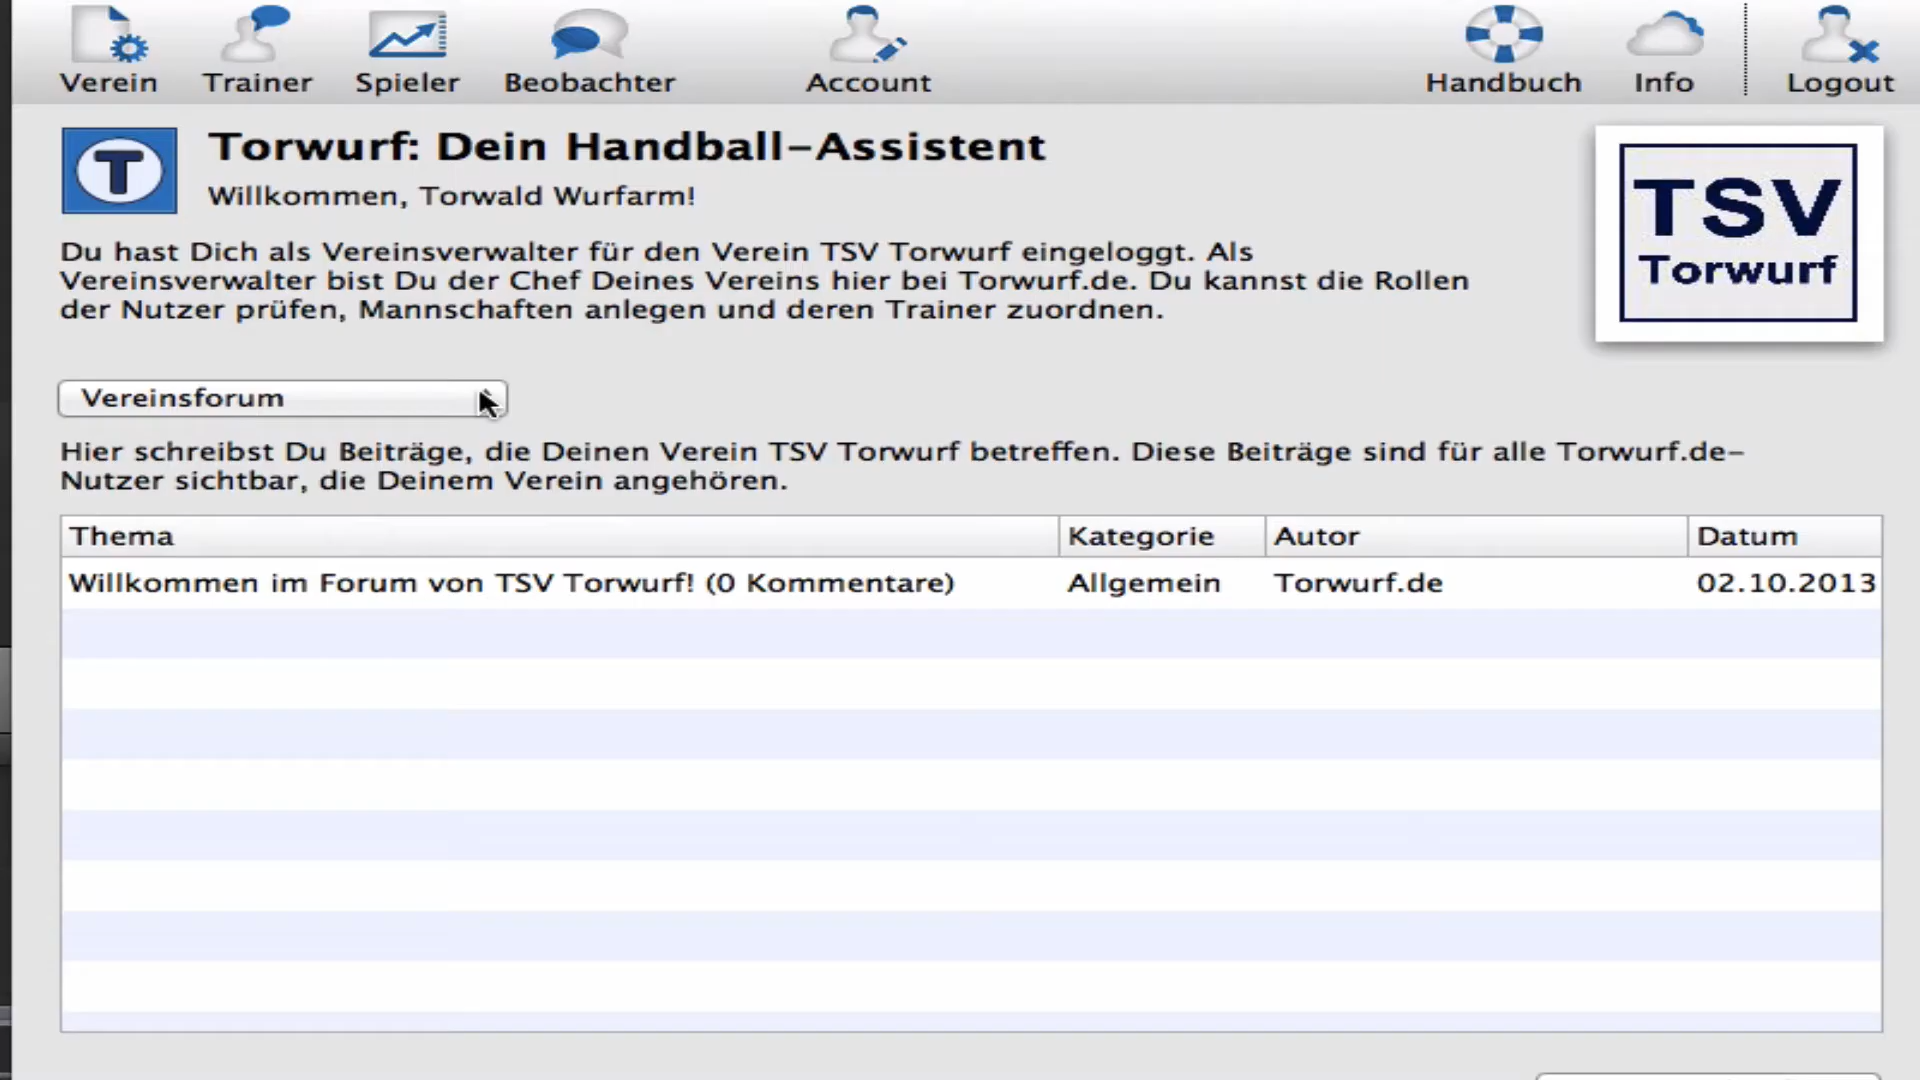 Verein Trainer Spieler Beobachter Account Handbuch Info Logout
T
Torwurf: Dein Handball-Assistent
Willkommen, Torwald Wurfarm!
TSV
Torwurf
Du hast Dich als Vereinsverwalter für den Verein TSV Torwurf eingeloggt. Als
Vereinsverwalter bist Du der Chef Deines Vereins hier bei Torwurf.de. Du kannst die Rollen
der Nutzer prüfen, Mannschaften anlegen und deren Trainer zuordnen.
Vereinsforum
Hier schreibst Du Beiträge, die Deinen Verein TSV Torwurf betreffen. Diese Beiträge sind für alle Torwurf.de-
Nutzer sichtbar, die Deinem Verein angehören.
Thema Kategorie Autor Datum
Willkommen im Forum von TSV Torwurf! (0 Kommentare) Allgemein Torwurf.de 02.10.2013